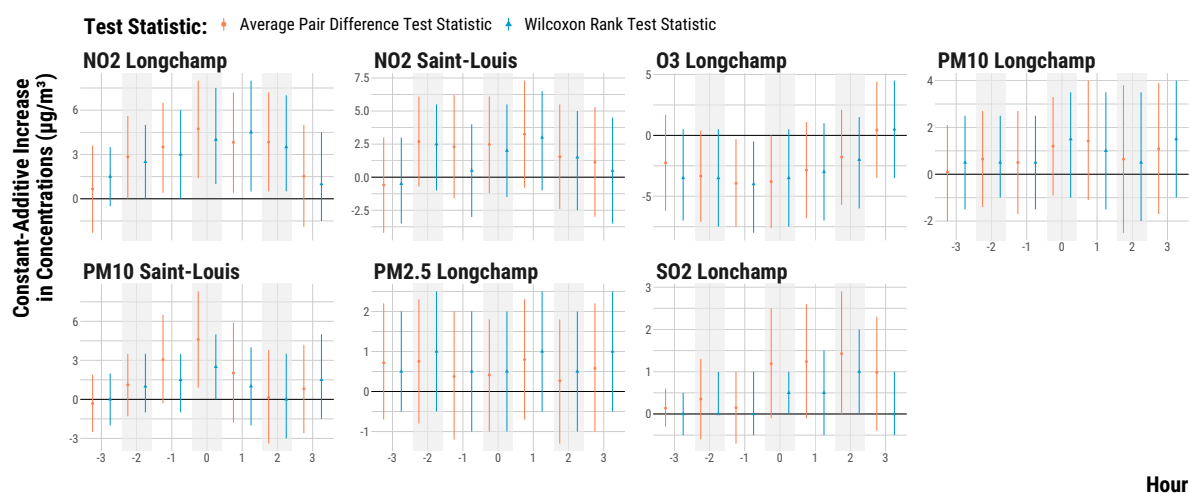 Test Statistic: Average Pair Difference Test Statistic Wilcoxon Rank Test Statistic
Constant-Additive Increase
in Concentrations (µg/m³)
NO2 Longchamp
6
3
0
NO2 Saint-Louis
7.5
5.0
2.5
0.0
-2.5
O3 Longchamp
5
0
-5
PM10 Longchamp
4
2
0
-2
-3 -2 -1 0 1 2 3
PM10 Saint-Louis
6
3
0
-3
-3 -2 -1 0 1 2 3
PM2.5 Longchamp
2
1
0
-1
-3 -2 -1 0 1 2 3
SO2 Lonchamp
3
2
1
0
-3 -2 -1 0 1 2 3
Hour